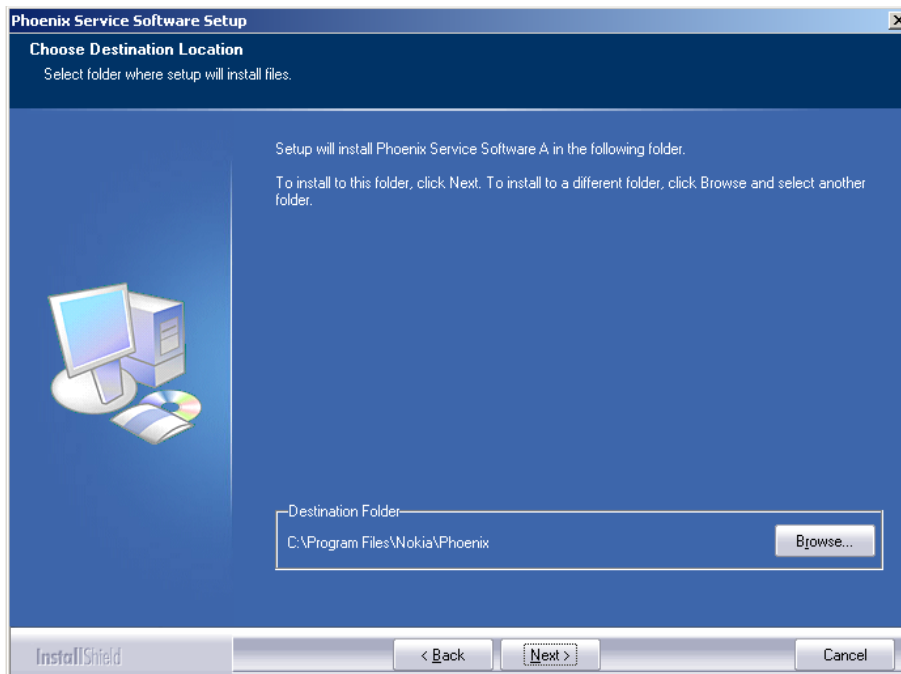 Phoenix Service Software Setup
Choose Destination Location
Select folder where setup will install files.
Setup will install Phoenix Service Software A in the following folder.
To install to this folder, click Next. To install to a different folder, click Browse and select another
folder.
Destination Folder
C:\Program Files\Nokia\Phoenix
Browse...
InstallShield
< Back
Next >
Cancel